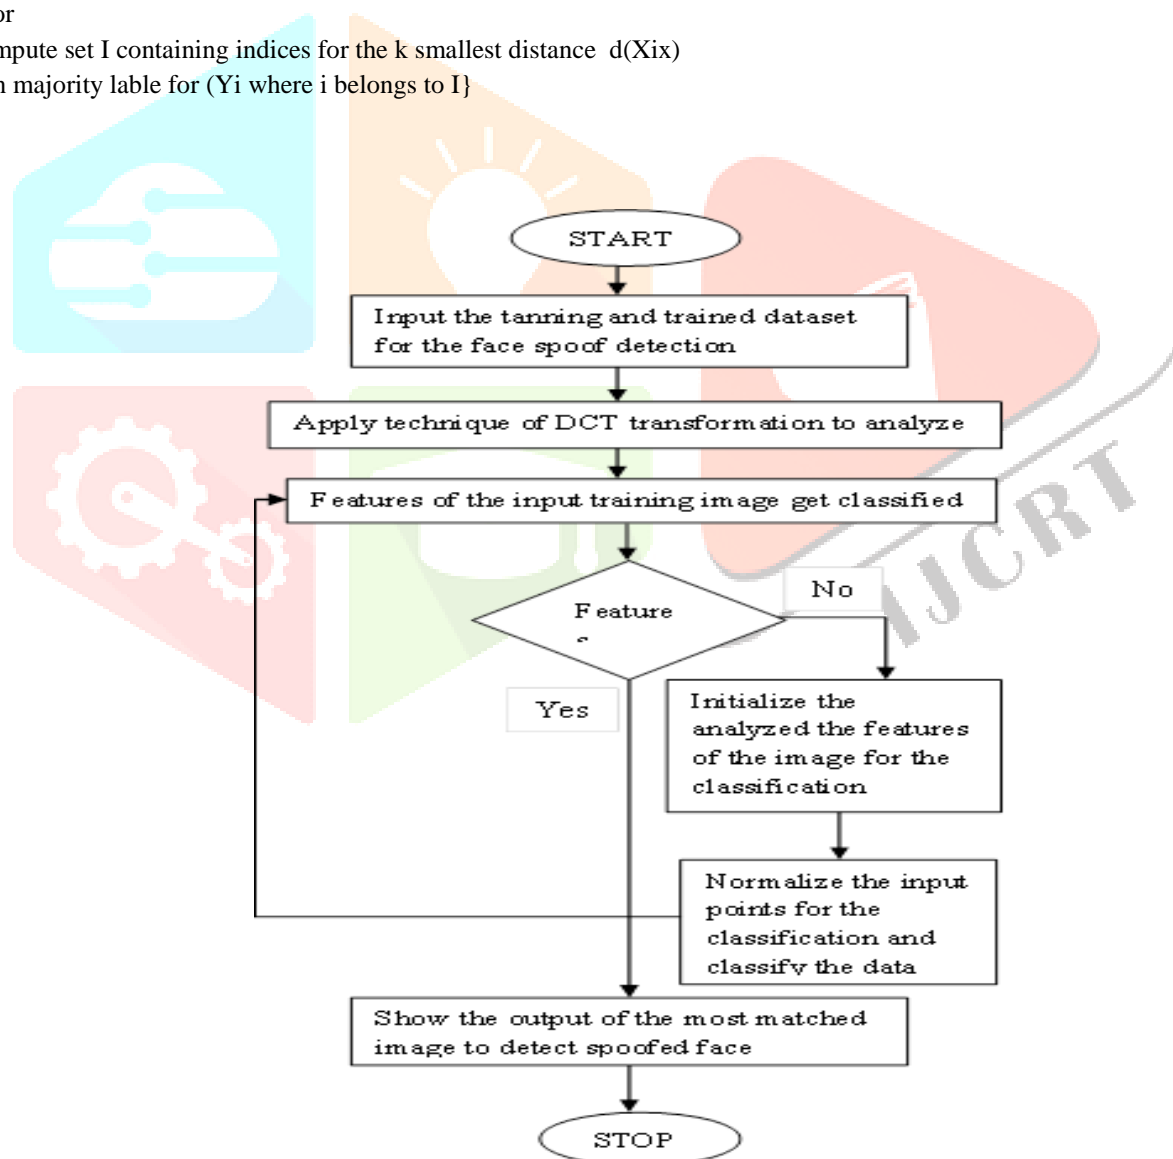 or
mpute set I containing indices for the k smallest distance d(Xix)
n majority lable for (Yi where i belongs to I}
START
Input the tanning and trained dataset
for the face spoof detection
Apply technique of DCT transformation to analyze
Features of the input training image get classified
No
Feature
Yes
Initialize the
analyzed the features
of the image for the
classification
Normalize the input
points for the
classification and
classify the data
Show the output of the most matched
image to detect spoofed face
STOP
IJCRT